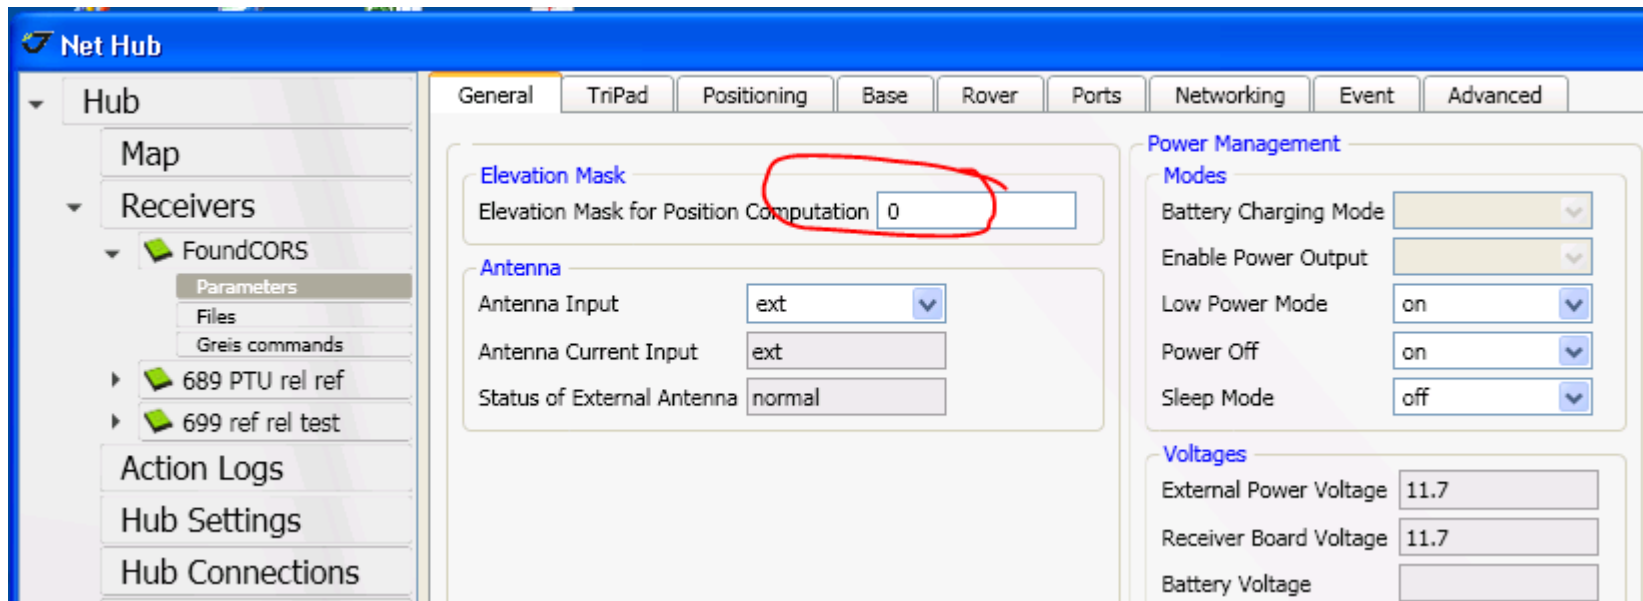 Net Hub
Hub
Map
Receivers
FoundCORS
Parameters
Files
Greis commands
689 PTU rel ref
699 ref rel test
Action Logs
Hub Settings
Hub Connections
General TriPad Positioning Base Rover Ports Networking Event Advanced
Elevation Mask
Elevation Mask for Position Computation 0
Antenna
Antenna Input ext
Antenna Current Input ext
Status of External Antenna normal
Power Management
Modes
Battery Charging Mode
Enable Power Output
Low Power Mode on
Power Off on
Sleep Mode off
Voltages
External Power Voltage 11.7
Receiver Board Voltage 11.7
Battery Voltage